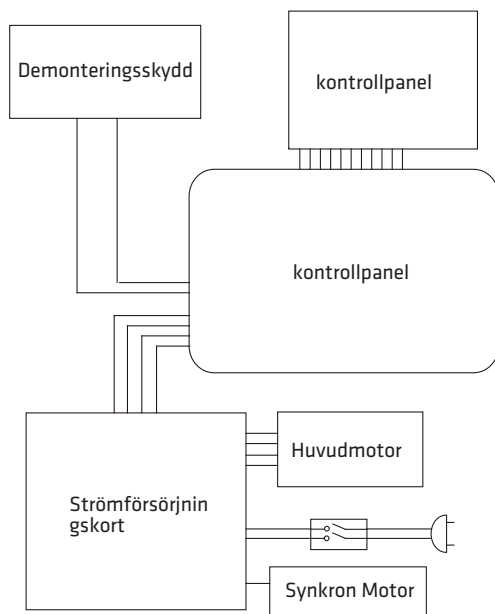 Demonteringsskydd
kontrollpanel
kontrollpanel
Huvudmotor
Strömförsörjnin
gskort
Synkron Motor